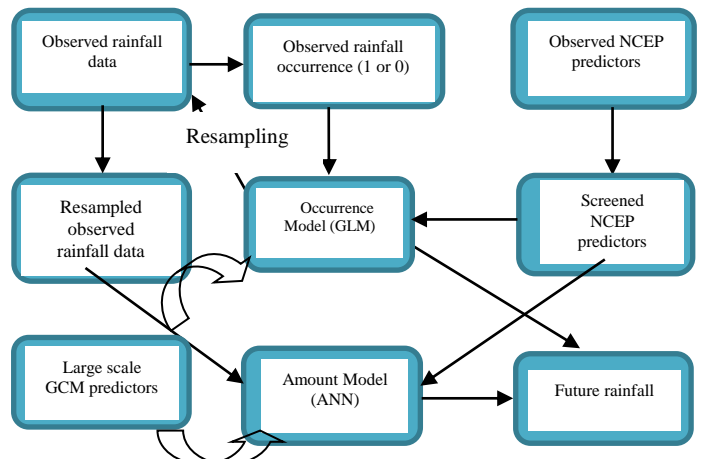 Observed rainfall
data
Observed rainfall
occurrence (1 or 0)
Observed NCEP
predictors
Resampling
Resampled
observed
rainfall data
Occurrence
Model (GLM)
Screened
NCEP
predictors
Large scale
GCM predictors
Amount Model
(ANN)
Future rainfall